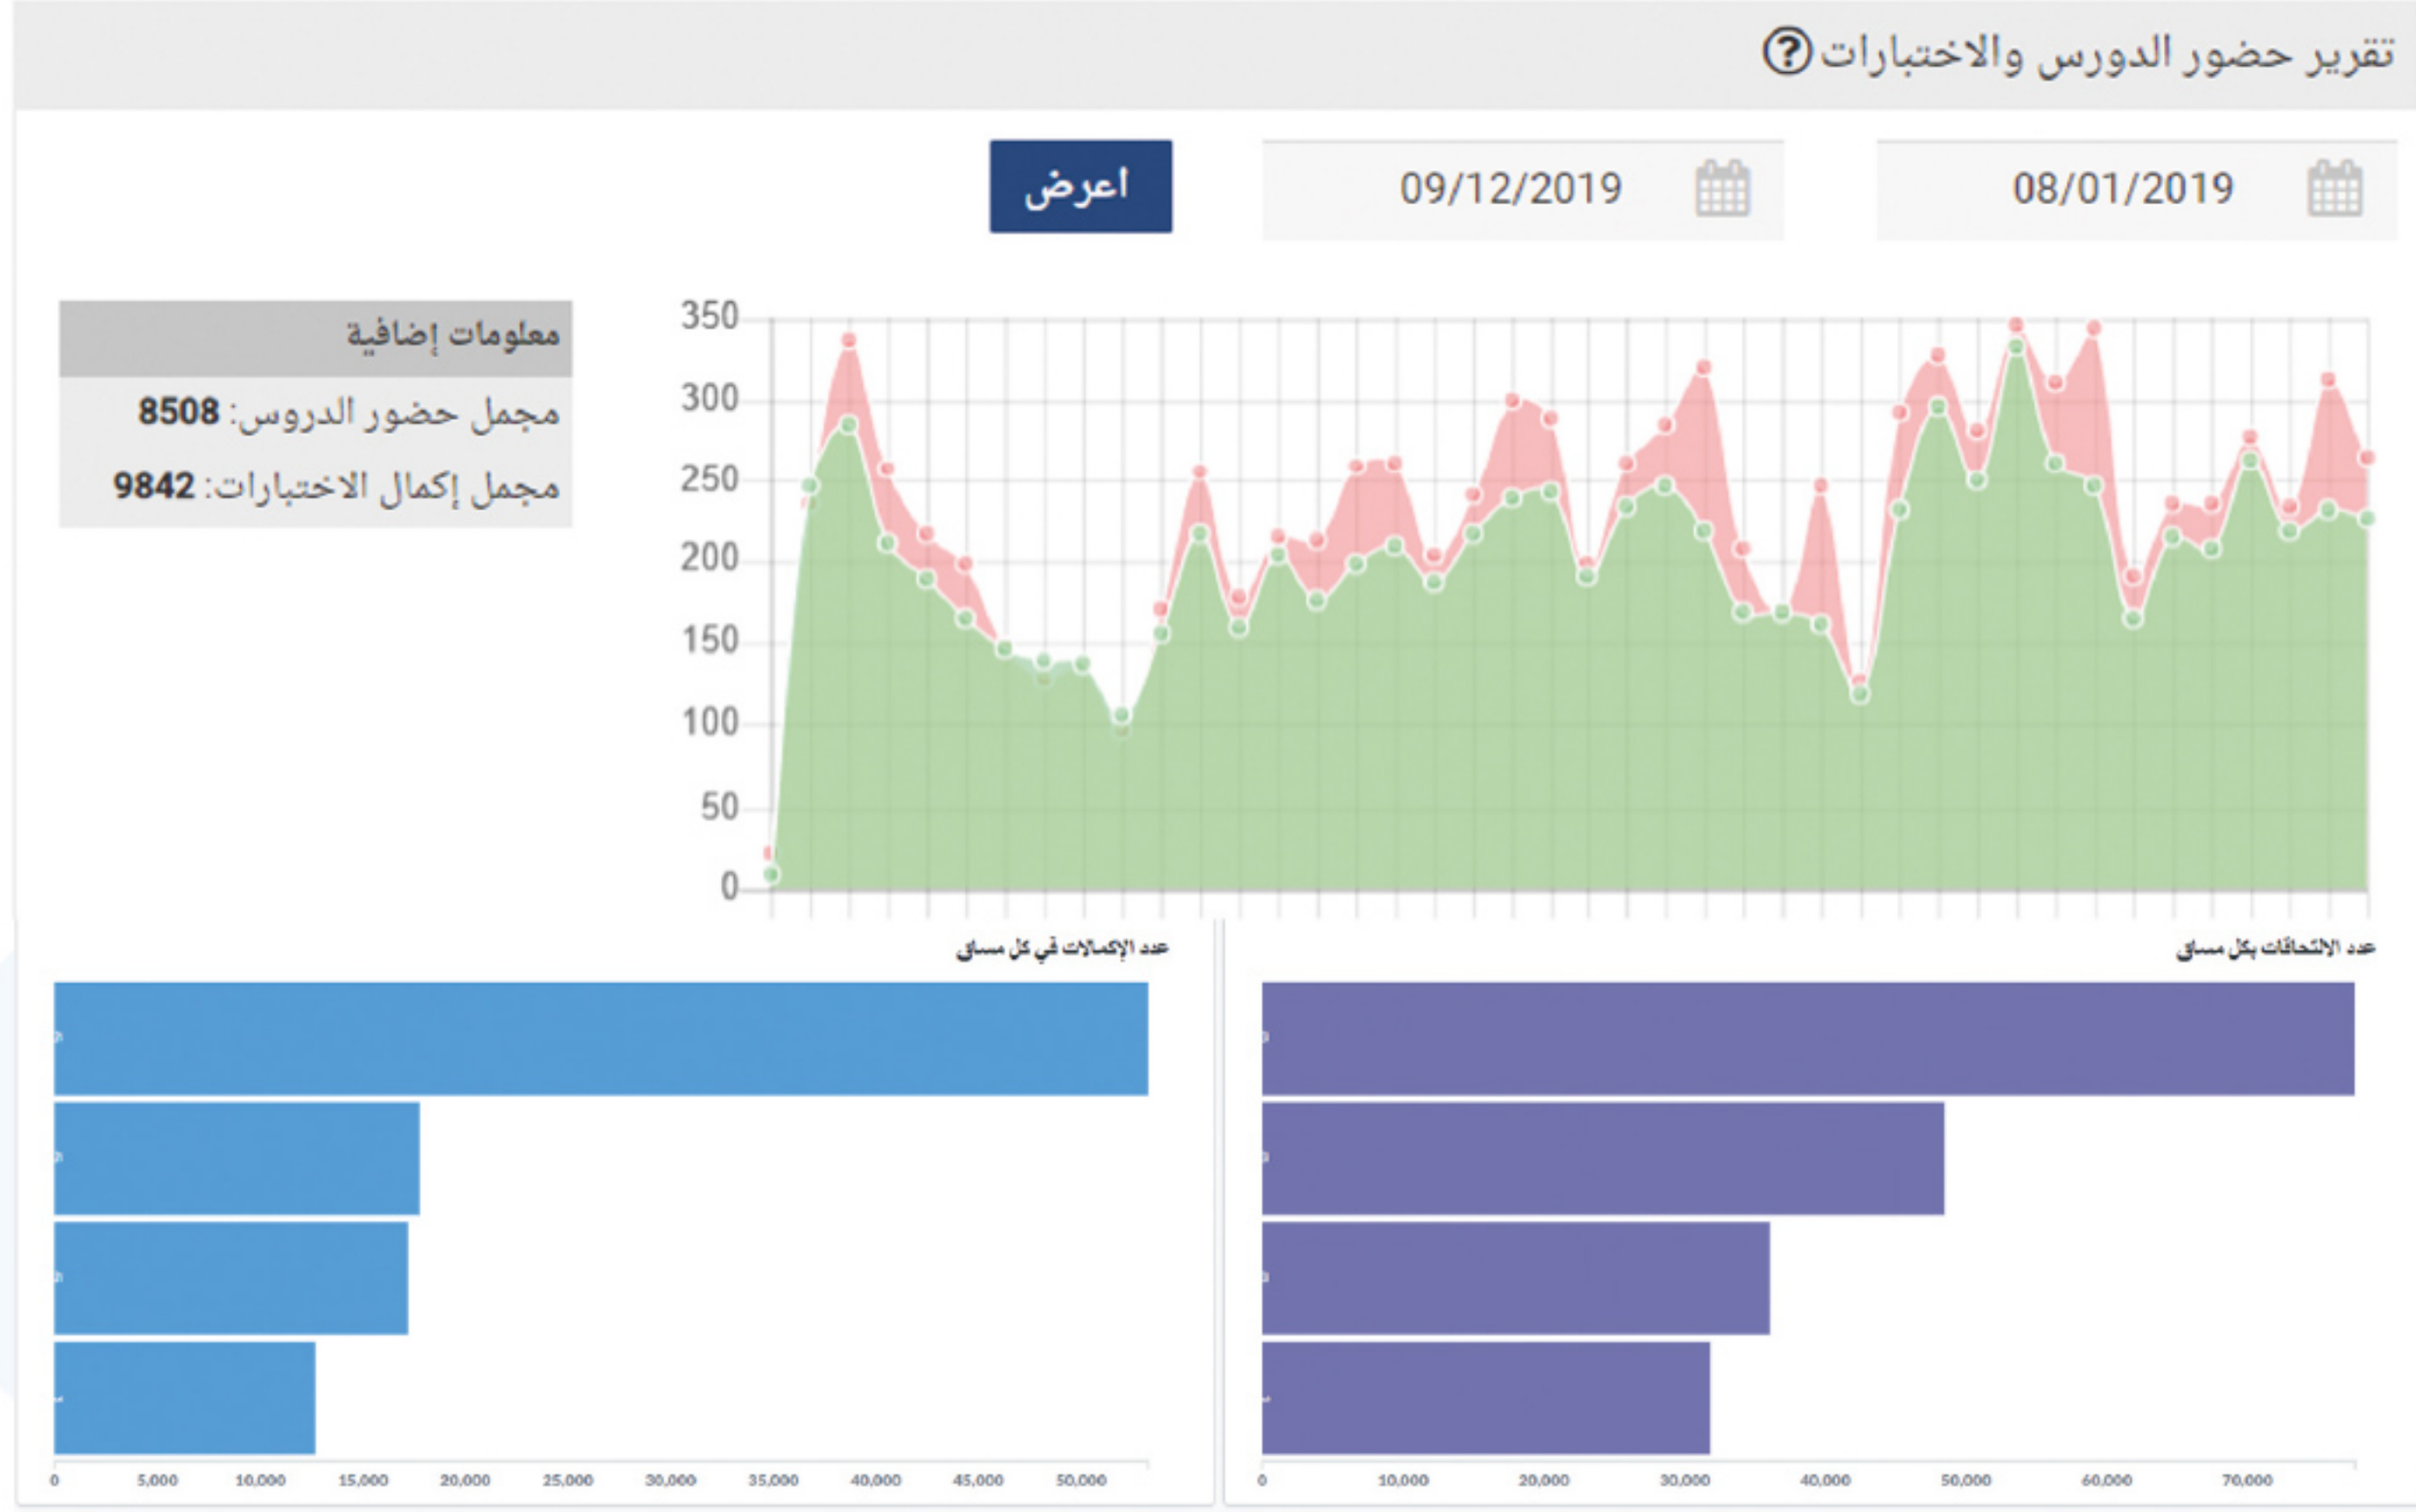 تقرير حضور الدورس والاختبارات ?
08/01/2019
09/12/2019
اعرض
معلومات إضافية
مجمل حضور الدروس: 8508
مجمل إكمال الاختبارات: 9842
350
300
250
200
150
100
50
0
عدد الالتحاقات بكل مساق
0 10,000 20,000 30,000 40,000 50,000 60,000 70,000
عدد الإكمالات في كل مساق
0 5,000 10,000 15,000 20,000 25,000 30,000 35,000 40,000 45,000 50,000